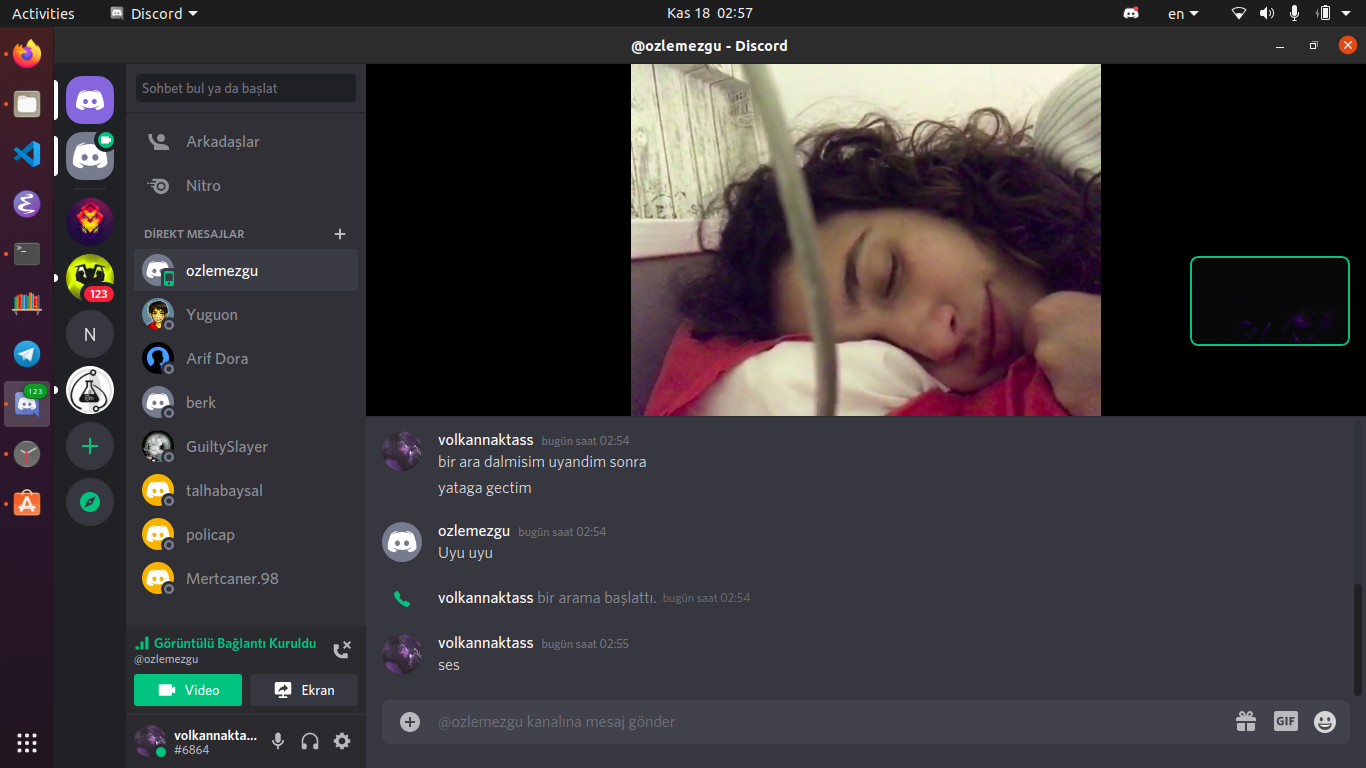 Activities
Discord
Kas 18 02:57
en
@ozlemezgu - Discord
Sohbet bul ya da başlat
Arkadaşlar
Nitro
DİREKT MESAJLAR
ozlemezgu
Yuguon
Arif Dora
berk
GuiltySlayer
talhabaysal
policap
Mertcaner.98
123
N
123
Görüntülü Bağlantı Kuruldu
@ozlemezgu
Video
Ekran
volkannakta...
#6864
volkannaktass bugün saat 02:54
bir ara dalmisim uyandim sonra
yataga gectim
ozlemezgu bugün saat 02:54
Uyu uyu
volkannaktass bir arama başlattı. bugün saat 02:54
volkannaktass bugün saat 02:55
ses
@ozlemezgu kanalına mesaj gönder
GIF